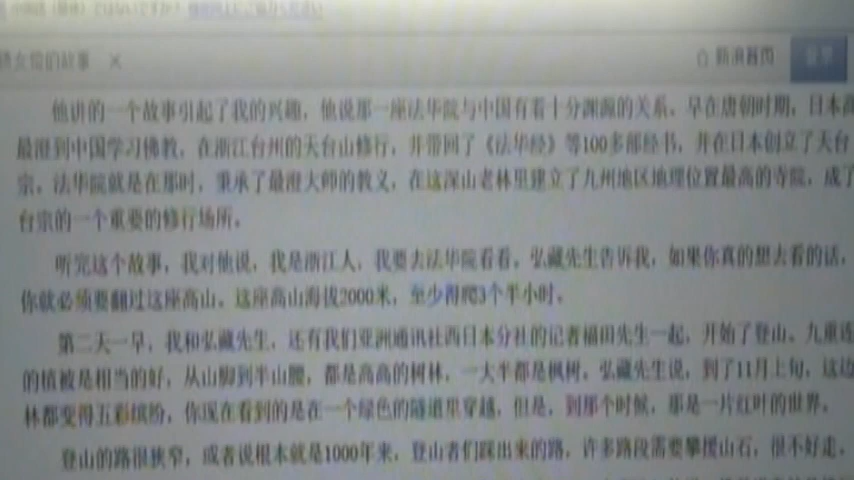 女馆的故事 ×
他讲的一个故事引起了我的兴趣，他说那一座法华院与中国有着十分渊源的关系。早在唐朝时期，日本高
最澄到中国学习佛教，在浙江台州的天台山修行，并带回了《法华经》等100多部经书，并在日本创立了天台
宗。法华院就是在那时，秉承了最澄大师的教义，在这深山老林里建立了九州地区地理位置最高的寺院，成了
台宗的一个重要的修行场所。
听完这个故事，我对他说，我是浙江人，我要去法华院看看。弘藏先生告诉我，如果你真的想去看的话，
你就必须要翻过这座高山。这座高山海拔2000米，至少得爬3个半小时。
第二天一早，我和弘藏先生，还有我们亚洲通讯社西日本分社的记者福田先生一起，开始了登山。九重连
的植被是相当的好，从山脚到半山腰，都是高高的树林，一大半都是枫树。弘藏先生说，到了11月上旬，这边
林都变得五彩缤纷，你现在看到的是在一个绿色的隧道里穿越，但是，到那个时候，那是一片红叶的世界。
登山的路很狭窄，或者说根本就是1000年来，登山者们踩出来的路，许多路段需要攀援山石，很不好走。